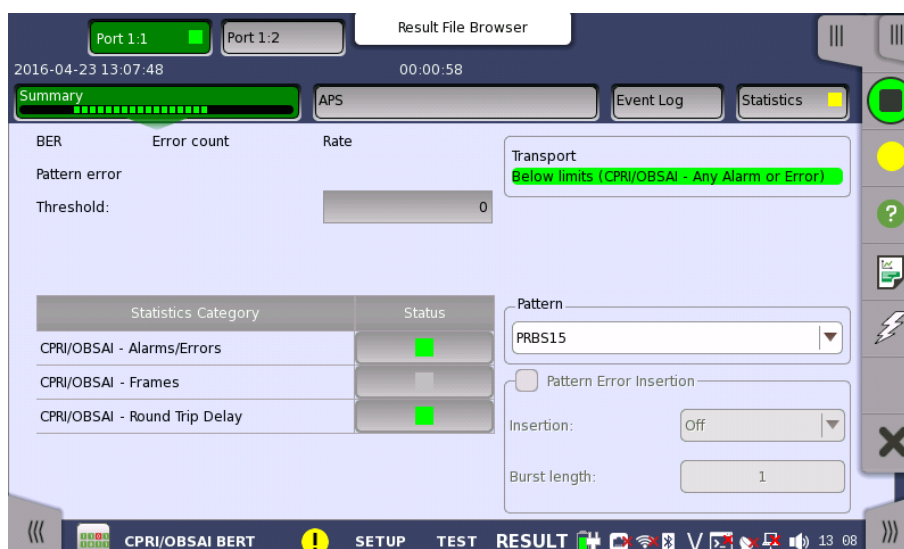 Port 1:1 Port 1:2 Result File Browser
2016-04-23 13:07:48 00:00:58
Summary APS Event Log Statistics
BER Error count Rate
Pattern error
Threshold: 0
Transport
Below limits (CPRI/OBSAI - Any Alarm or Error)
Statistics Category Status
CPRI/OBSAI - Alarms/Errors
CPRI/OBSAI - Frames
CPRI/OBSAI - Round Trip Delay
Pattern
PRBS15
Pattern Error Insertion
Insertion: Off
Burst length: 1
CPRI/OBSAI BERT SETUP TEST RESULT 13 08